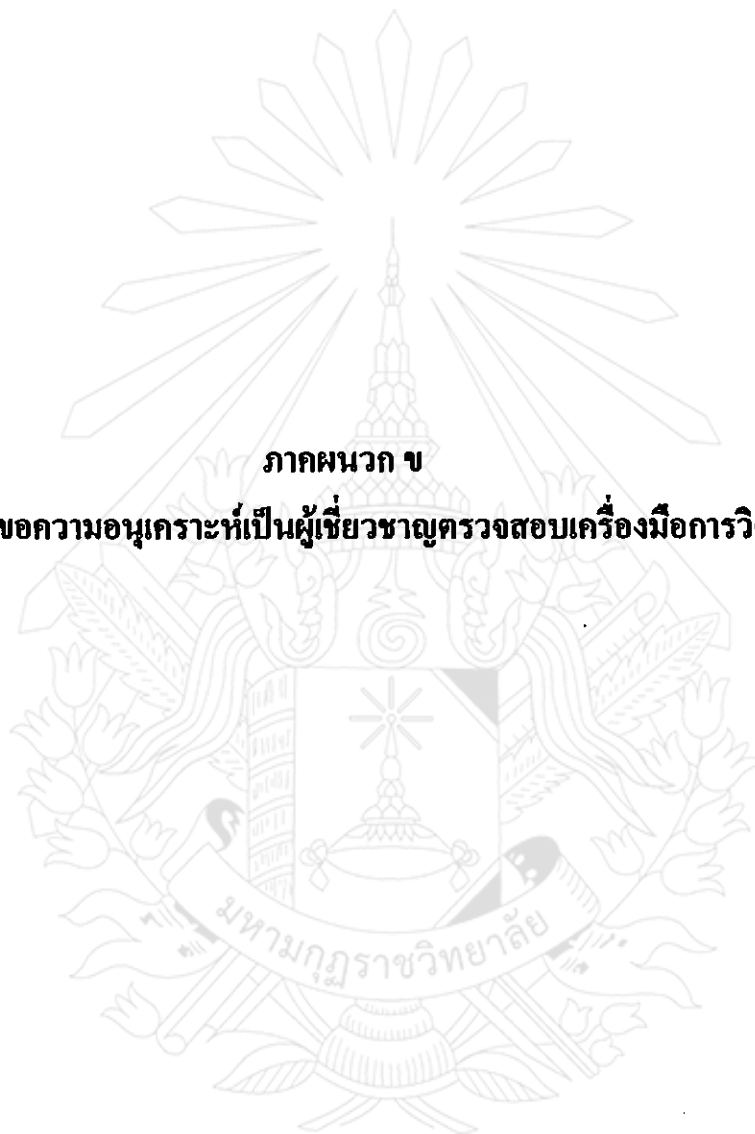 ภาคผนวก ข
ขอความอนุเคราะห์เป็นผู้เชี่ยวชาญตรวจสอบเครื่องมือการวิ
มหามกุฏราชวิทยาลัย